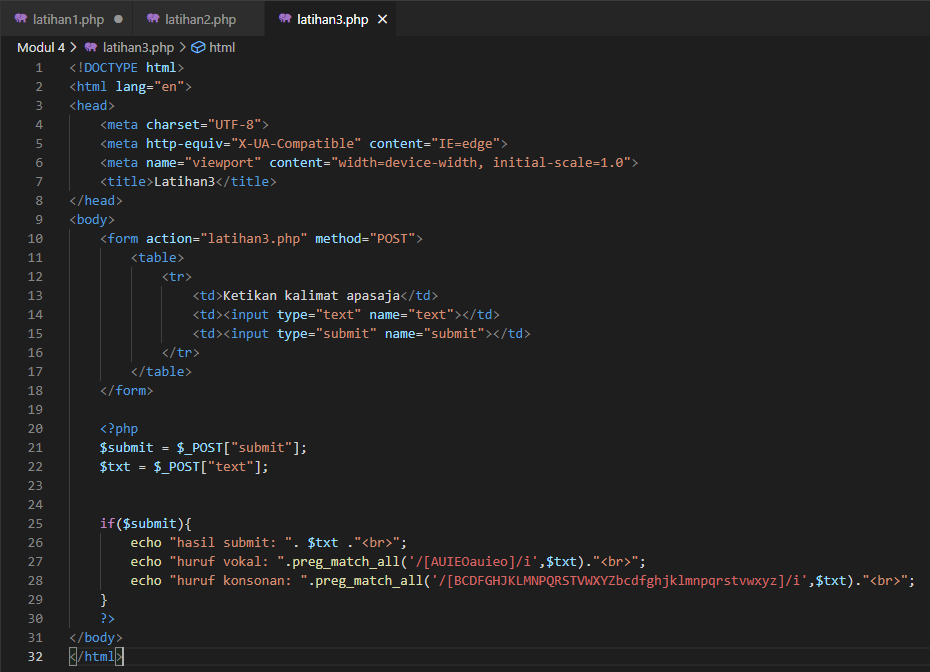 latihan1.php latihan2.php latihan3.php
Modul 4 > latihan3.php > html
1 <!DOCTYPE html>
2 <html lang="en">
3 <head>
4 <meta charset="UTF-8">
5 <meta http-equiv="X-UA-Compatible" content="IE=edge">
6 <meta name="viewport" content="width=device-width, initial-scale=1.0">
7 <title>Latihan3</title>
8 </head>
9 <body>
10 <form action="latihan3.php" method="POST">
11 <table>
12 <tr>
13 <td>Ketikan kalimat apasaja</td>
14 <td><input type="text" name="text"></td>
15 <td><input type="submit" name="submit"></td>
16 </tr>
17 </table>
18 </form>
19
20 <?php
21 $submit = $_POST["submit"];
22 $txt = $_POST["text"];
23
24
25 if($submit){
26 echo "hasil submit: ". $txt ."<br>";
27 echo "huruf vokal: ".preg_match_all('/[AUIEOauieo]/i',$txt)."<br>";
28 echo "huruf konsonan: ".preg_match_all('/[BCDFGHJKLMNPQRSTVWXYZbcdfghjklmnpqrstvwxyz]/i',$txt)."<br>";
29 }
30 ?>
31 </body>
32 </html>